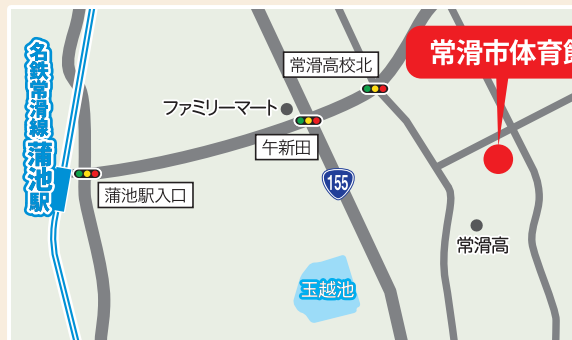 名鉄常滑線
蒲池駅
常滑高校北
常滑市体育館
ファミリーマート
午新田
155
蒲池駅入口
常滑高
玉越池